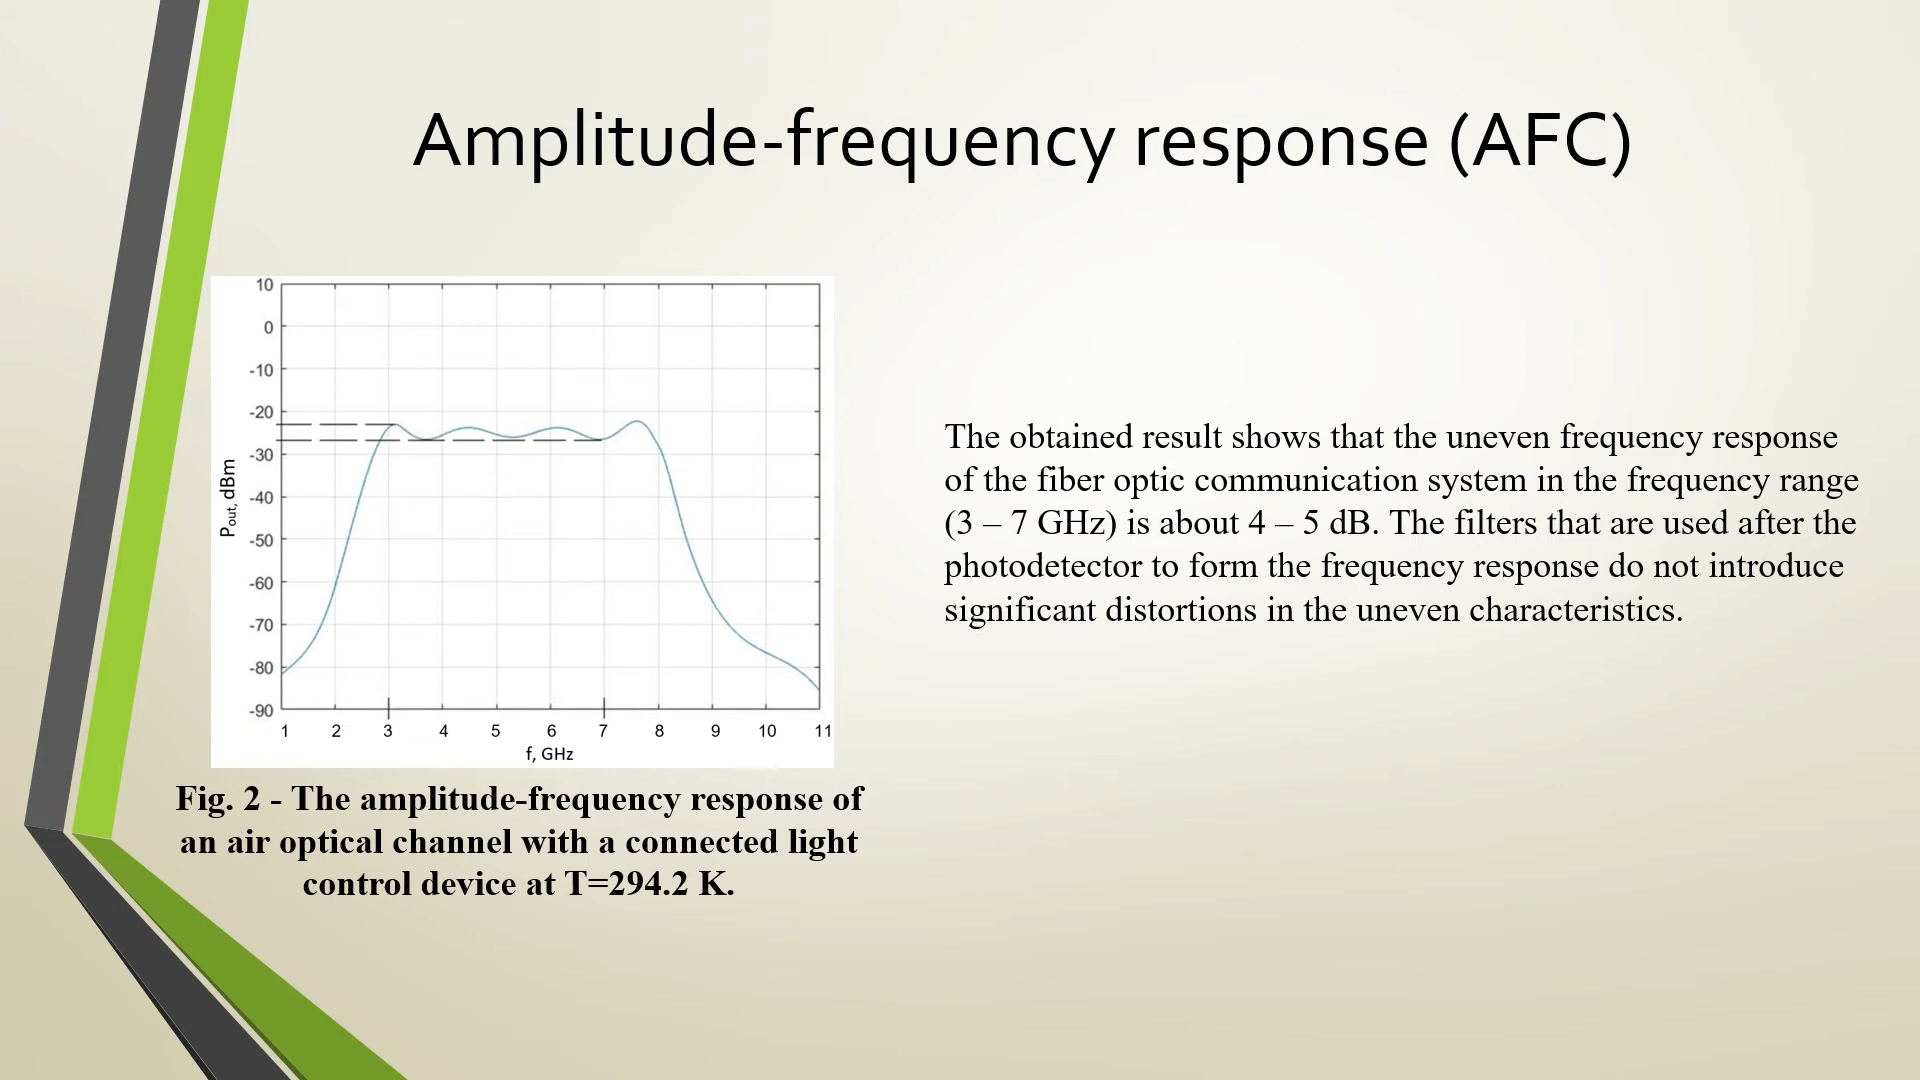 Amplitude-frequency response (AFC)
10
0
-10
-20
-30
-40
-50
-60
-70
-80
-90
Pout, dBm
1 2 3 4 5 6 7 8 9 10 11
f, GHz
Fig. 2 - The amplitude-frequency response of
an air optical channel with a connected light
control device at T=294.2 K.
The obtained result shows that the uneven frequency response
of the fiber optic communication system in the frequency range
(3 – 7 GHz) is about 4 – 5 dB. The filters that are used after the
photodetector to form the frequency response do not introduce
significant distortions in the uneven characteristics.